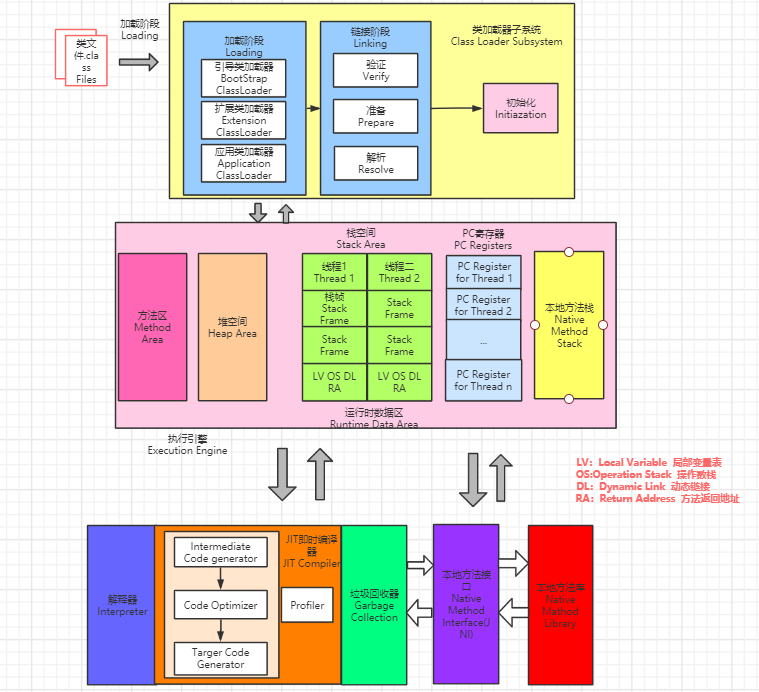 加载阶段
Loading
类文
件.cla
ss
Files
类加载器子系统
Class Loader Subsystem
加载阶段
Loading
引导类加载器
BootStrap
ClassLoader
扩展类加载器
Extension
ClassLoader
应用类加载器
Application
ClassLoader
链接阶段
Linking
验证
Verify
准备
Prepare
解析
Resolve
初始化
Initiazation
方法区
Method
Area
堆空间
Heap Area
栈空间
Stack Area
线程1
Thread 1
线程二
Thread 2
栈帧
Stack
Frame
Stack
Frame
Stack
Frame
Stack
Frame
LV OS DL
RA
LV OS DL
RA
PC寄存器
PC Registers
PC Register
for Thread 1
PC Register
for Thread 2
...
PC Register
for Thread n
本地方法栈
Native
Method
Stack
运行时数据区
Runtime Data Area
执行引擎
Execution Engine
LV：Local Variable 局部变量表
OS:Operation Stack 操作数栈
DL：Dynamic Link 动态链接
RA：Return Address 方法返回地址
解释器
Interpreter
Intermediate
Code generator
Code Optimizer
Targer Code
Generator
JIT即时编译
器
JIT Compiler
Profiler
垃圾回收器
Garbage
Collection
本地方法接
口
Native
Method
Interface(J
NI)
本地方法库
Native
Mathod
Library